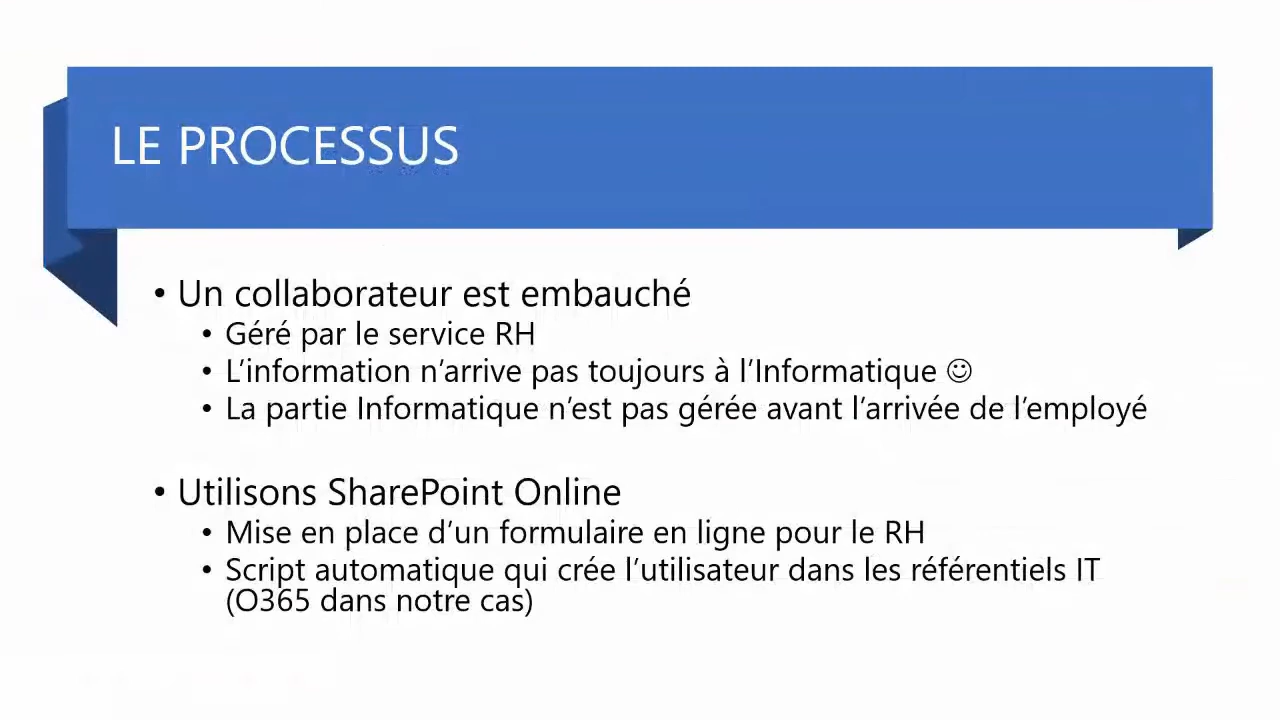 LE PROCESSUS
• Un collaborateur est embauché
• Géré par le service RH
• L’information n’arrive pas toujours à l’Informatique ☺
• La partie Informatique n’est pas gérée avant l’arrivée de l’employé
• Utilisons SharePoint Online
• Mise en place d’un formulaire en ligne pour le RH
• Script automatique qui crée l’utilisateur dans les référentiels IT
(O365 dans notre cas)